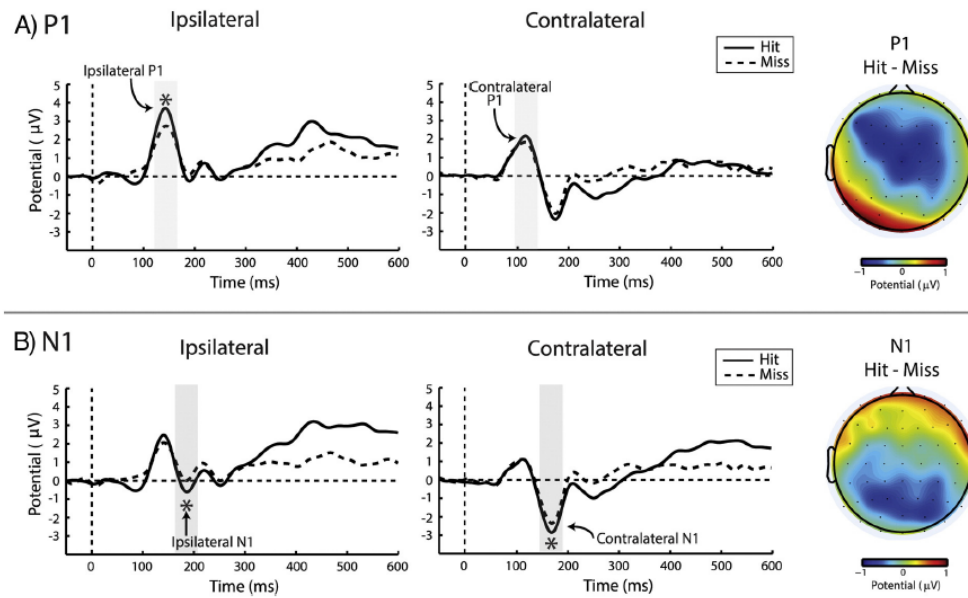 A) P1
Ipsilateral
Contralateral
Hit
Miss
P1
Hit - Miss
Ipsilateral P1
*
Contralateral
P1
Potential ( µV)
5
4
3
2
1
0
-1
-2
-3
0 100 200 300 400 500 600
Time (ms)
5
4
3
2
1
0
-1
-2
-3
0 100 200 300 400 500 600
Time (ms)
-1 0 1
Potential (µV)
B) N1
Ipsilateral
Contralateral
Hit
Miss
N1
Hit - Miss
Potential ( µV)
5
4
3
2
1
0
-1
-2
-3
*
Ipsilateral N1
0 100 200 300 400 500 600
Time (ms)
5
4
3
2
1
0
-1
-2
-3
*
Contralateral N1
0 100 200 300 400 500 600
Time (ms)
-1 0 1
Potential (µV)